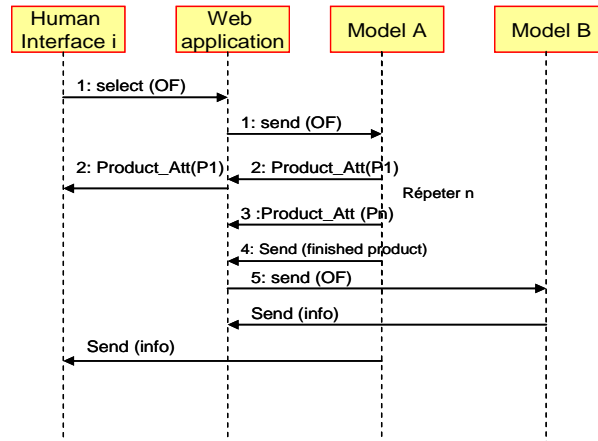 Human
Interface i
Web
application
Model A
Model B
1: select (OF)
1: send (OF)
2: Product_Att(P1)
2: Product_Att(P1)
Répeter n
3 :Product_Att (Pn)
4: Send (finished product)
5: send (OF)
Send (info)
Send (info)